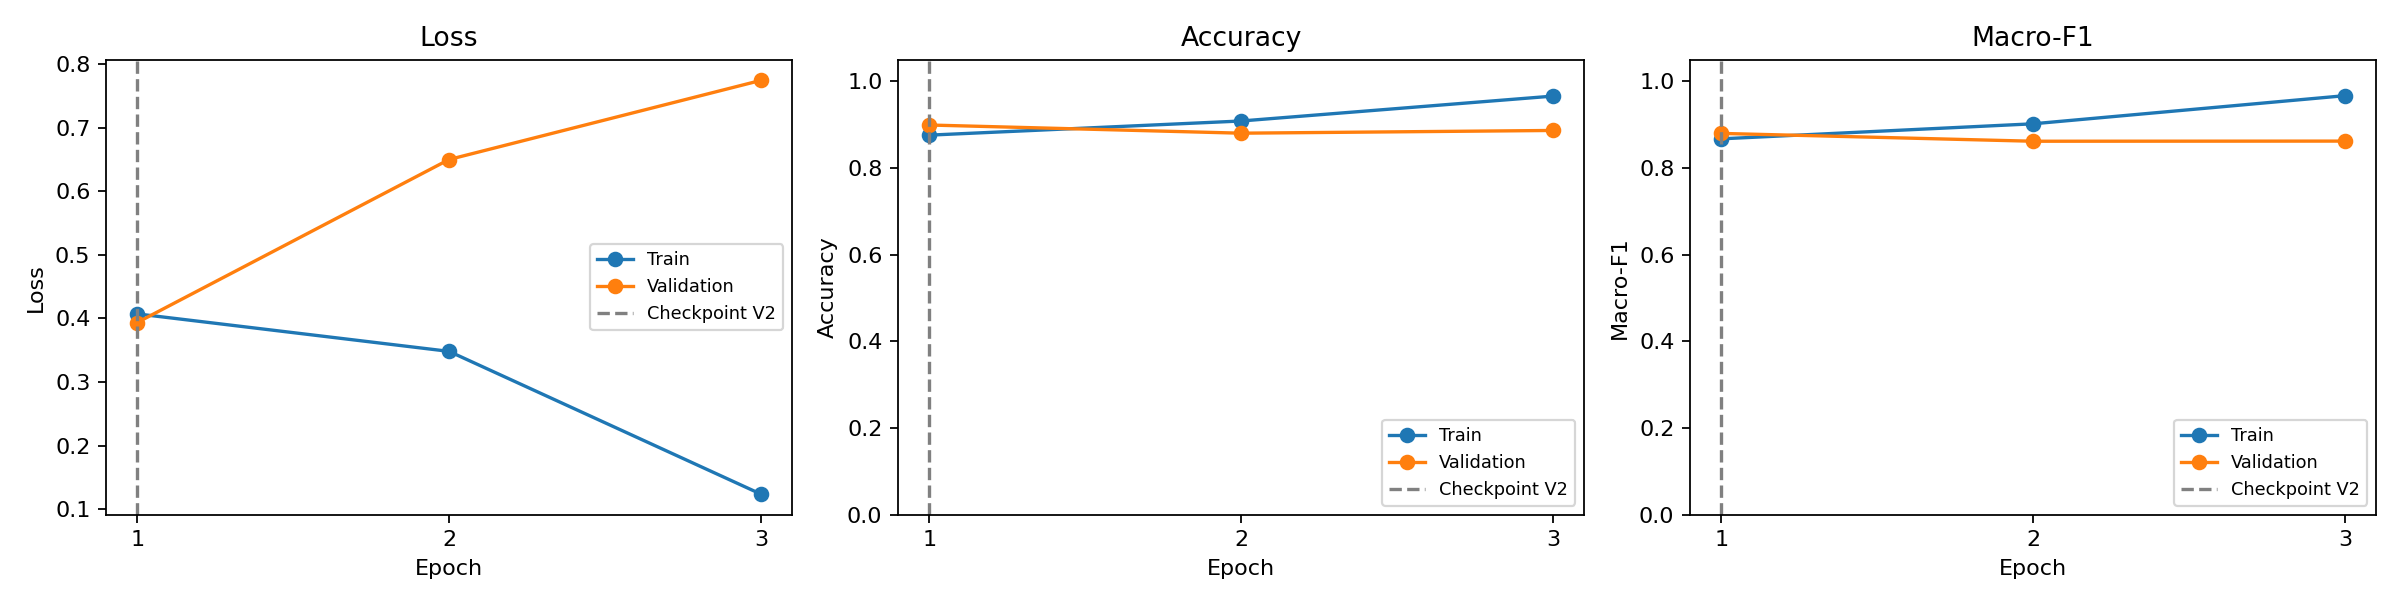 Loss
0.8
0.7
0.6
0.5
0.4
0.3
0.2
0.1
Loss
Train
Validation
Checkpoint V2
1 2 3
Epoch
Accuracy
1.0
0.8
0.6
0.4
0.2
0.0
Accuracy
Train
Validation
Checkpoint V2
1 2 3
Epoch
Macro-F1
1.0
0.8
0.6
0.4
0.2
0.0
Macro-F1
Train
Validation
Checkpoint V2
1 2 3
Epoch